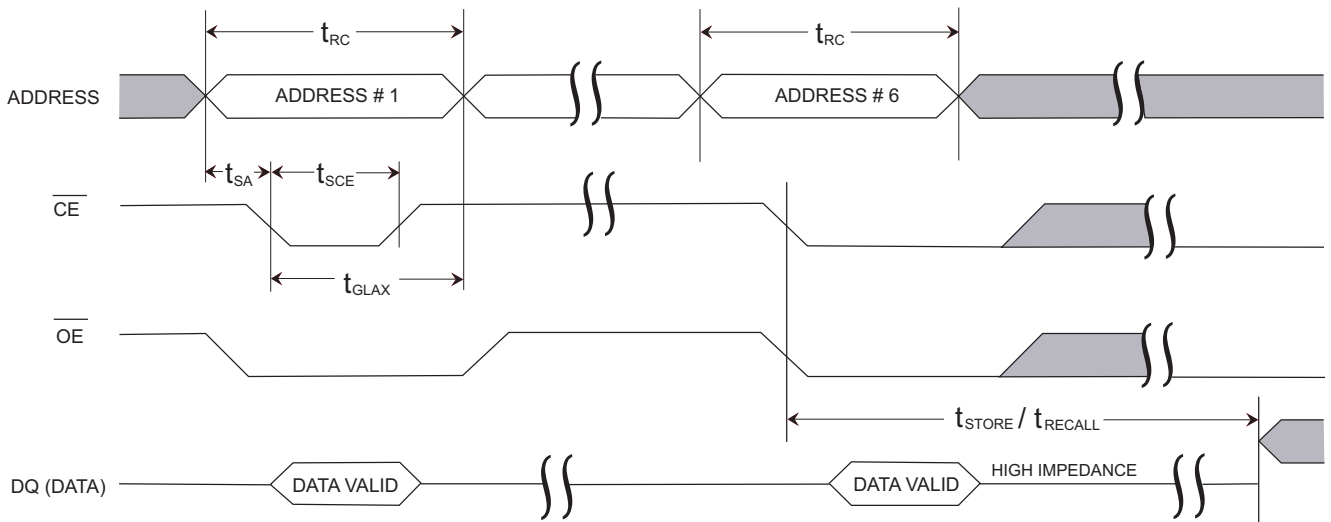 tRC tRC
ADDRESS ADDRESS # 1 ADDRESS # 6
tSA tSCE
CE
tGLAX
OE
tSTORE / tRECALL
DQ (DATA) DATA VALID DATA VALID HIGH IMPEDANCE